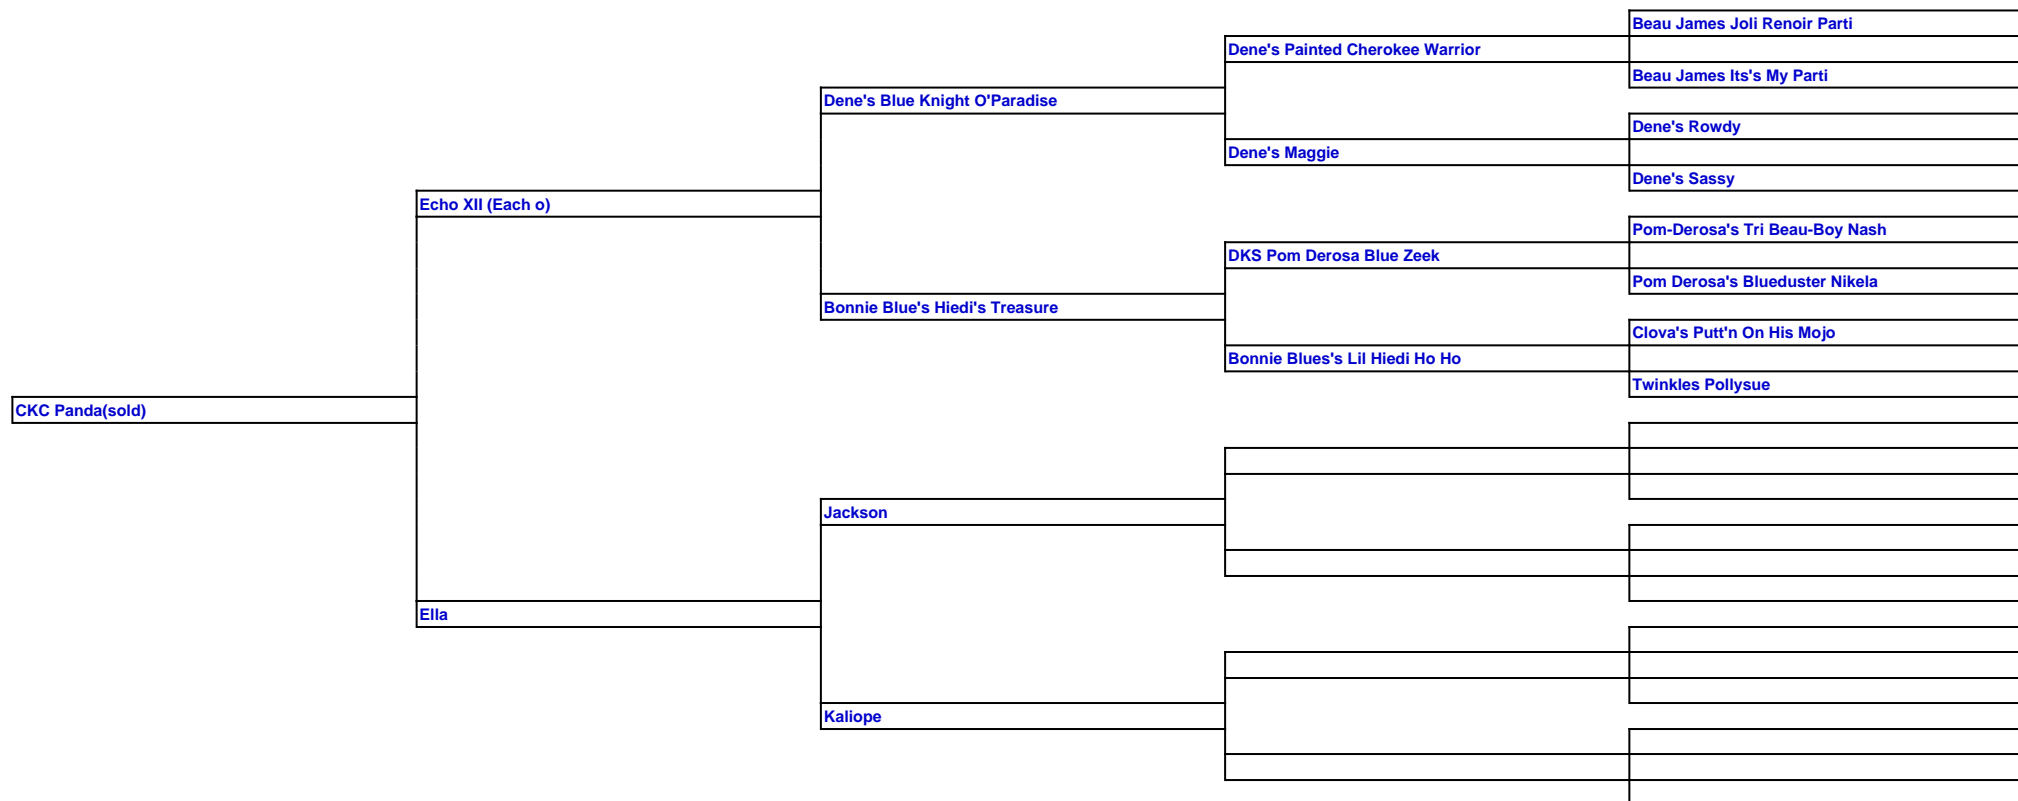 Beau James Joli Renoir Parti
Dene's Painted Cherokee Warrior
Beau James Its's My Parti
Dene's Blue Knight O'Paradise
Dene's Rowdy
Dene's Maggie
Dene's Sassy
Echo XII (Each o)
Pom-Derosa's Tri Beau-Boy Nash
DKS Pom Derosa Blue Zeek
Pom Derosa's Blueduster Nikela
Bonnie Blue's Hiedi's Treasure
Clova's Putt'n On His Mojo
Bonnie Blues's Lil Hiedi Ho Ho
Twinkles Pollysue
CKC Panda(sold)
Jackson
Ella
Kaliope